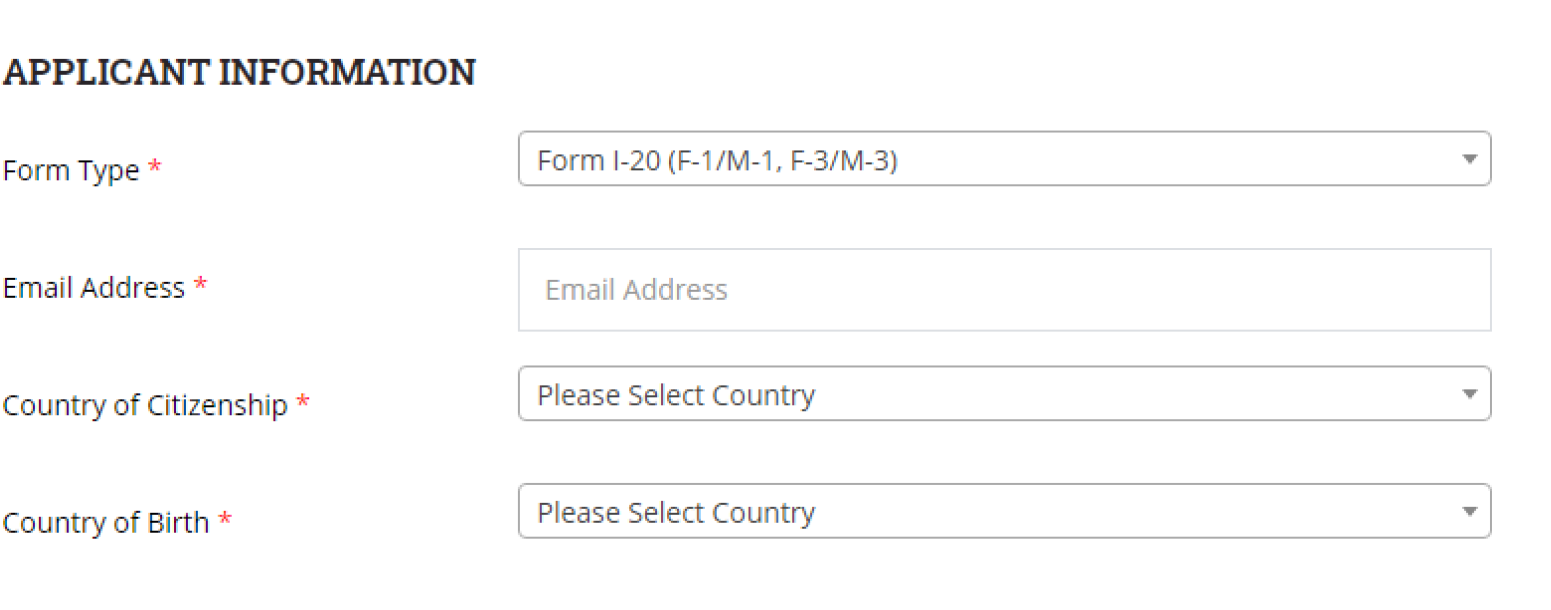 APPLICANT INFORMATION
Form Type *
Form I-20 (F-1/M-1, F-3/M-3)
Email Address *
Email Address
Country of Citizenship *
Please Select Country
Country of Birth *
Please Select Country